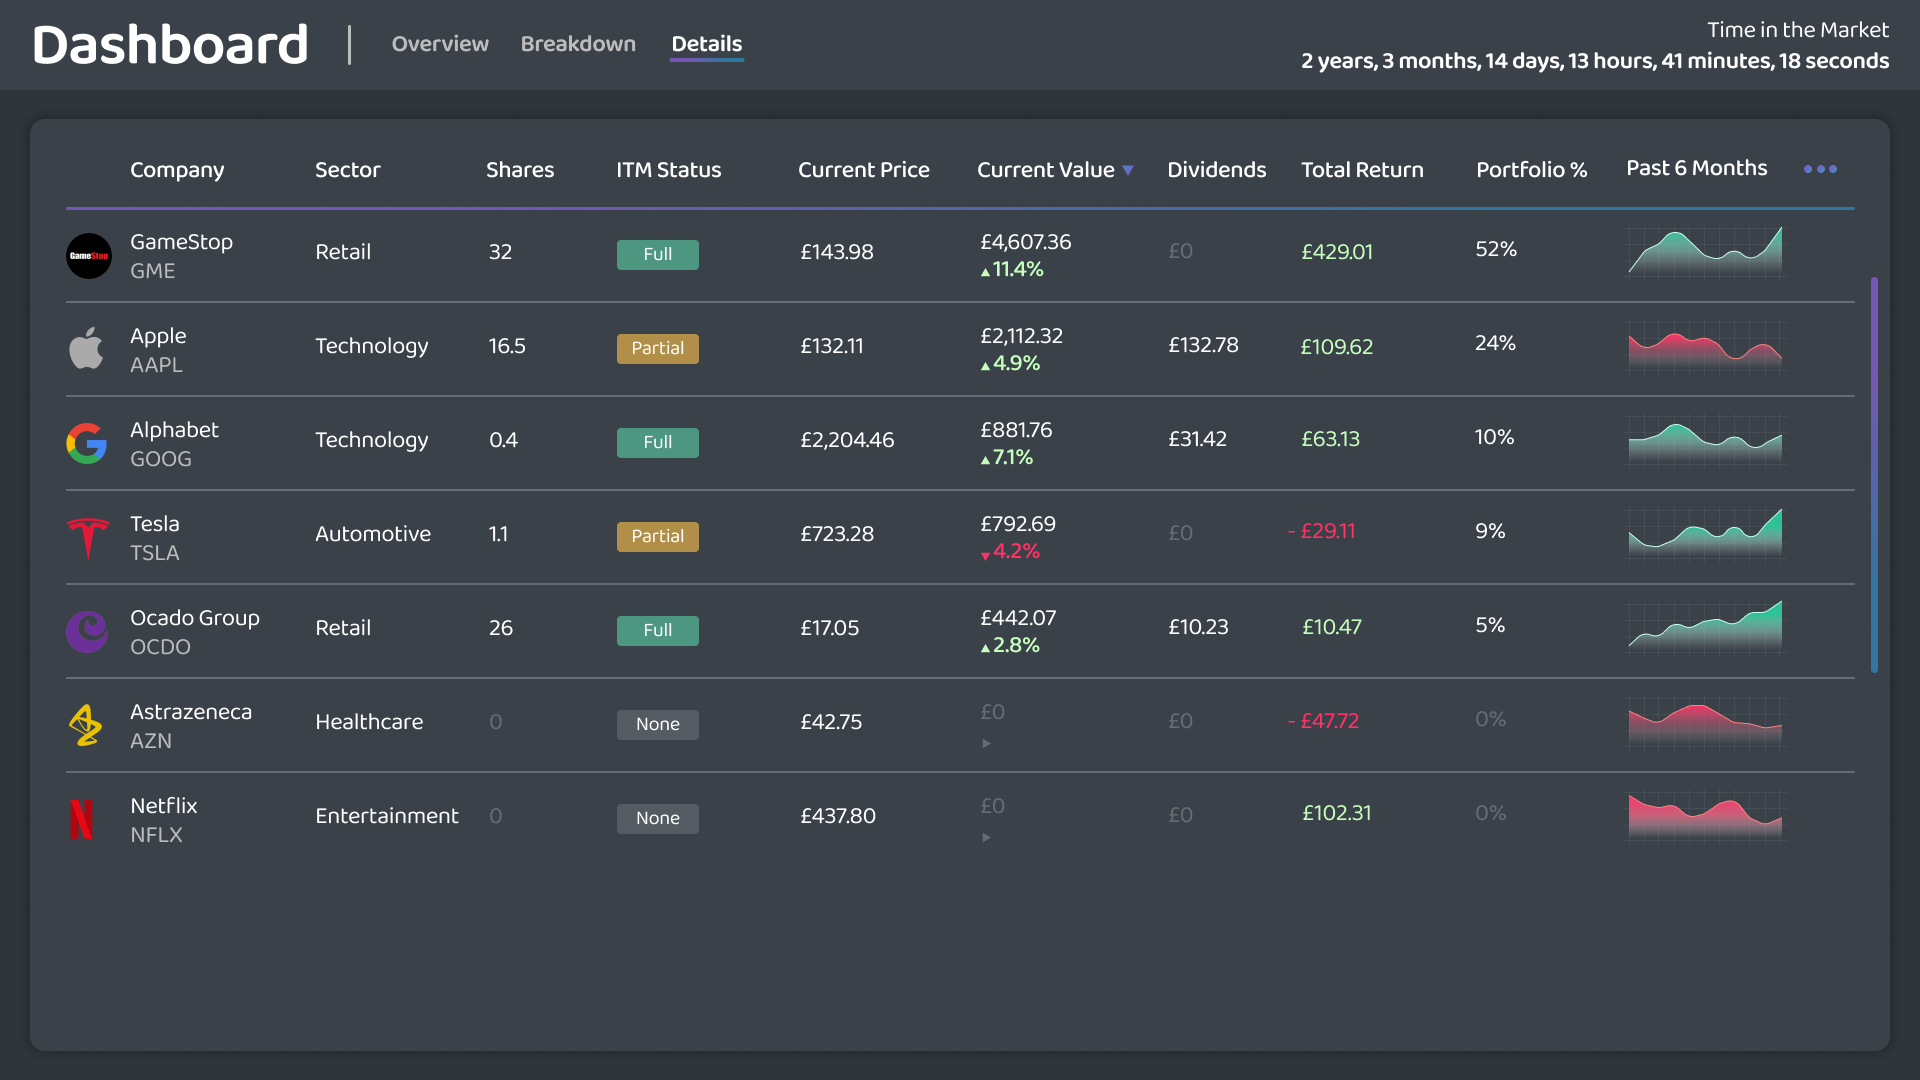 Dashboard
Overview Breakdown Details
Time in the Market
2 years, 3 months, 14 days, 13 hours, 41 minutes, 18 seconds
Company Sector Shares ITM Status Current Price Current Value ▼ Dividends Total Return Portfolio % Past 6 Months •••
GameStop
GameStop
GME
Retail 32 Full £143.98 £4,607.36
▲11.4%
£0 £429.01 52%
Apple
AAPL
Technology 16.5 Partial £132.11 £2,112.32
▲4.9%
£132.78 £109.62 24%
Alphabet
GOOG
Technology 0.4 Full £2,204.46 £881.76
▲7.1%
£31.42 £63.13 10%
Tesla
TSLA
Automotive 1.1 Partial £723.28 £792.69
▼4.2%
£0 - £29.11 9%
Ocado Group
OCDO
Retail 26 Full £17.05 £442.07
▲2.8%
£10.23 £10.47 5%
Astrazeneca
AZN
Healthcare 0 None £42.75 £0
▶
£0 - £47.72 0%
Netflix
NFLX
Entertainment 0 None £437.80 £0
▶
£0 £102.31 0%